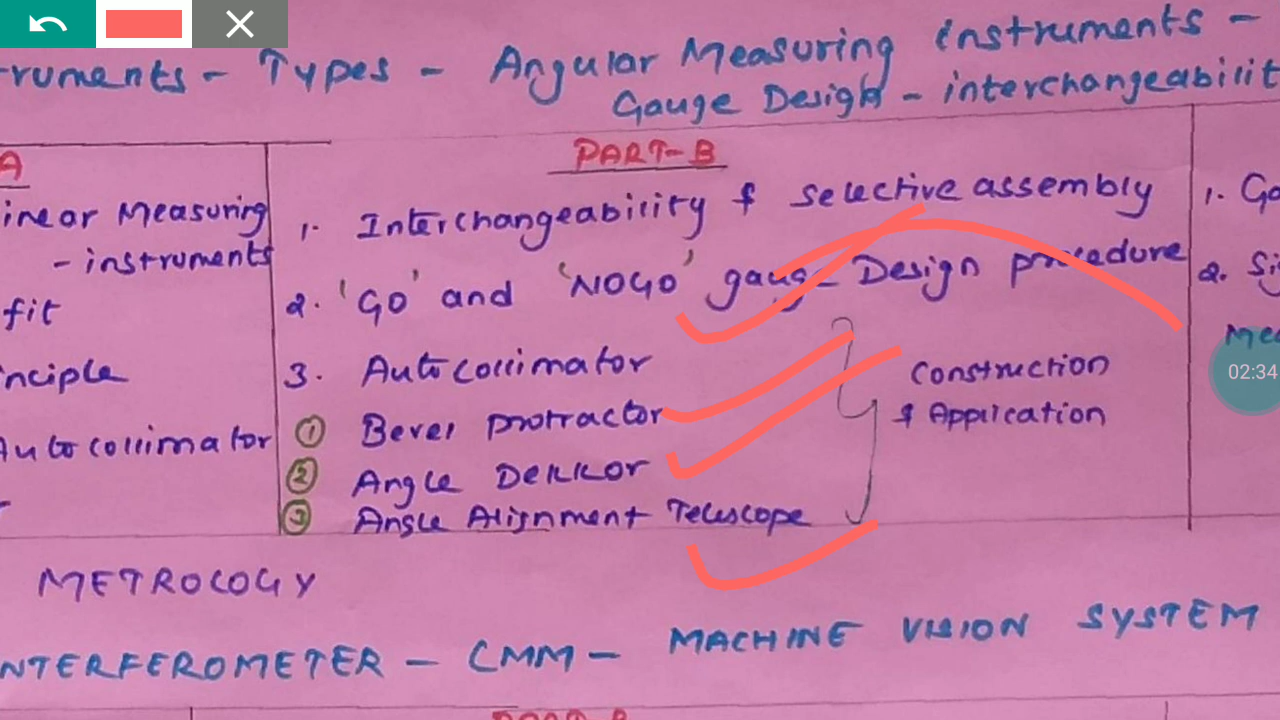 ruments - Types - Angular Measuring instruments -
Gauge Design - interchangeabilit
A
PART-B
inear Measuring
- instruments
fit
nciple
Autocollimator
1. Interchangeability & selective assembly
2. 'GO' and 'NOGO' gauge Design procedure
3. Autocollimator
① Bevel protractor
② Angle Dekkor
③ Angle Alignment Telescope
Construction
& Application
1. Ga
2. Si
Mea
02:34
METROLOGY
NTERFEROMETER - CMM - MACHINE VISION SYSTEM